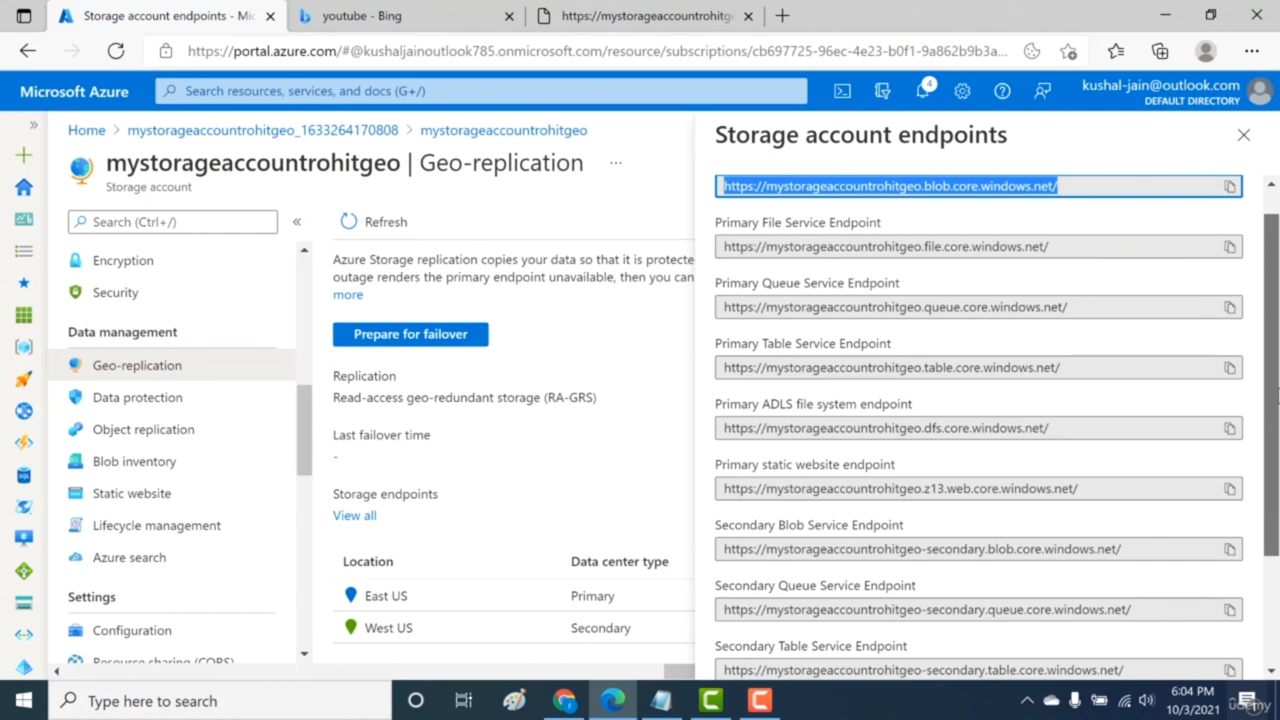 Storage account endpoints - Mic
youtube - Bing
https://mystorageaccountrohitge
https://portal.azure.com/#@kushaljainoutlook785.onmicrosoft.com/resource/subscriptions/cb697725-96ec-4e23-b0f1-9a862b9b3a...
Microsoft Azure
Search resources, services, and docs (G+/)
4
kushal-jain@outlook.com
DEFAULT DIRECTORY
Home > mystorageaccountrohitgeo_1633264170808 > mystorageaccountrohitgeo
mystorageaccountrohitgeo | Geo-replication ...
Storage account
Search (Ctrl+/)
«
Encryption
Security
Data management
Geo-replication
Data protection
Object replication
Blob inventory
Static website
Lifecycle management
Azure search
Settings
Configuration
Resource sharing (CORS)
Refresh
Azure Storage replication copies your data so that it is protecte
outage renders the primary endpoint unavailable, then you can
more
Prepare for failover
Replication
Read-access geo-redundant storage (RA-GRS)
Last failover time
-
Storage endpoints
View all
Location Data center type
East US Primary
West US Secondary
Storage account endpoints
https://mystorageaccountrohitgeo.blob.core.windows.net/
Primary File Service Endpoint
https://mystorageaccountrohitgeo.file.core.windows.net/
Primary Queue Service Endpoint
https://mystorageaccountrohitgeo.queue.core.windows.net/
Primary Table Service Endpoint
https://mystorageaccountrohitgeo.table.core.windows.net/
Primary ADLS file system endpoint
https://mystorageaccountrohitgeo.dfs.core.windows.net/
Primary static website endpoint
https://mystorageaccountrohitgeo.z13.web.core.windows.net/
Secondary Blob Service Endpoint
https://mystorageaccountrohitgeo-secondary.blob.core.windows.net/
Secondary Queue Service Endpoint
https://mystorageaccountrohitgeo-secondary.queue.core.windows.net/
Secondary Table Service Endpoint
https://mystorageaccountrohitgeo-secondary.table.core.windows.net/
Type here to search
6:04 PM
10/3/2021
udemy